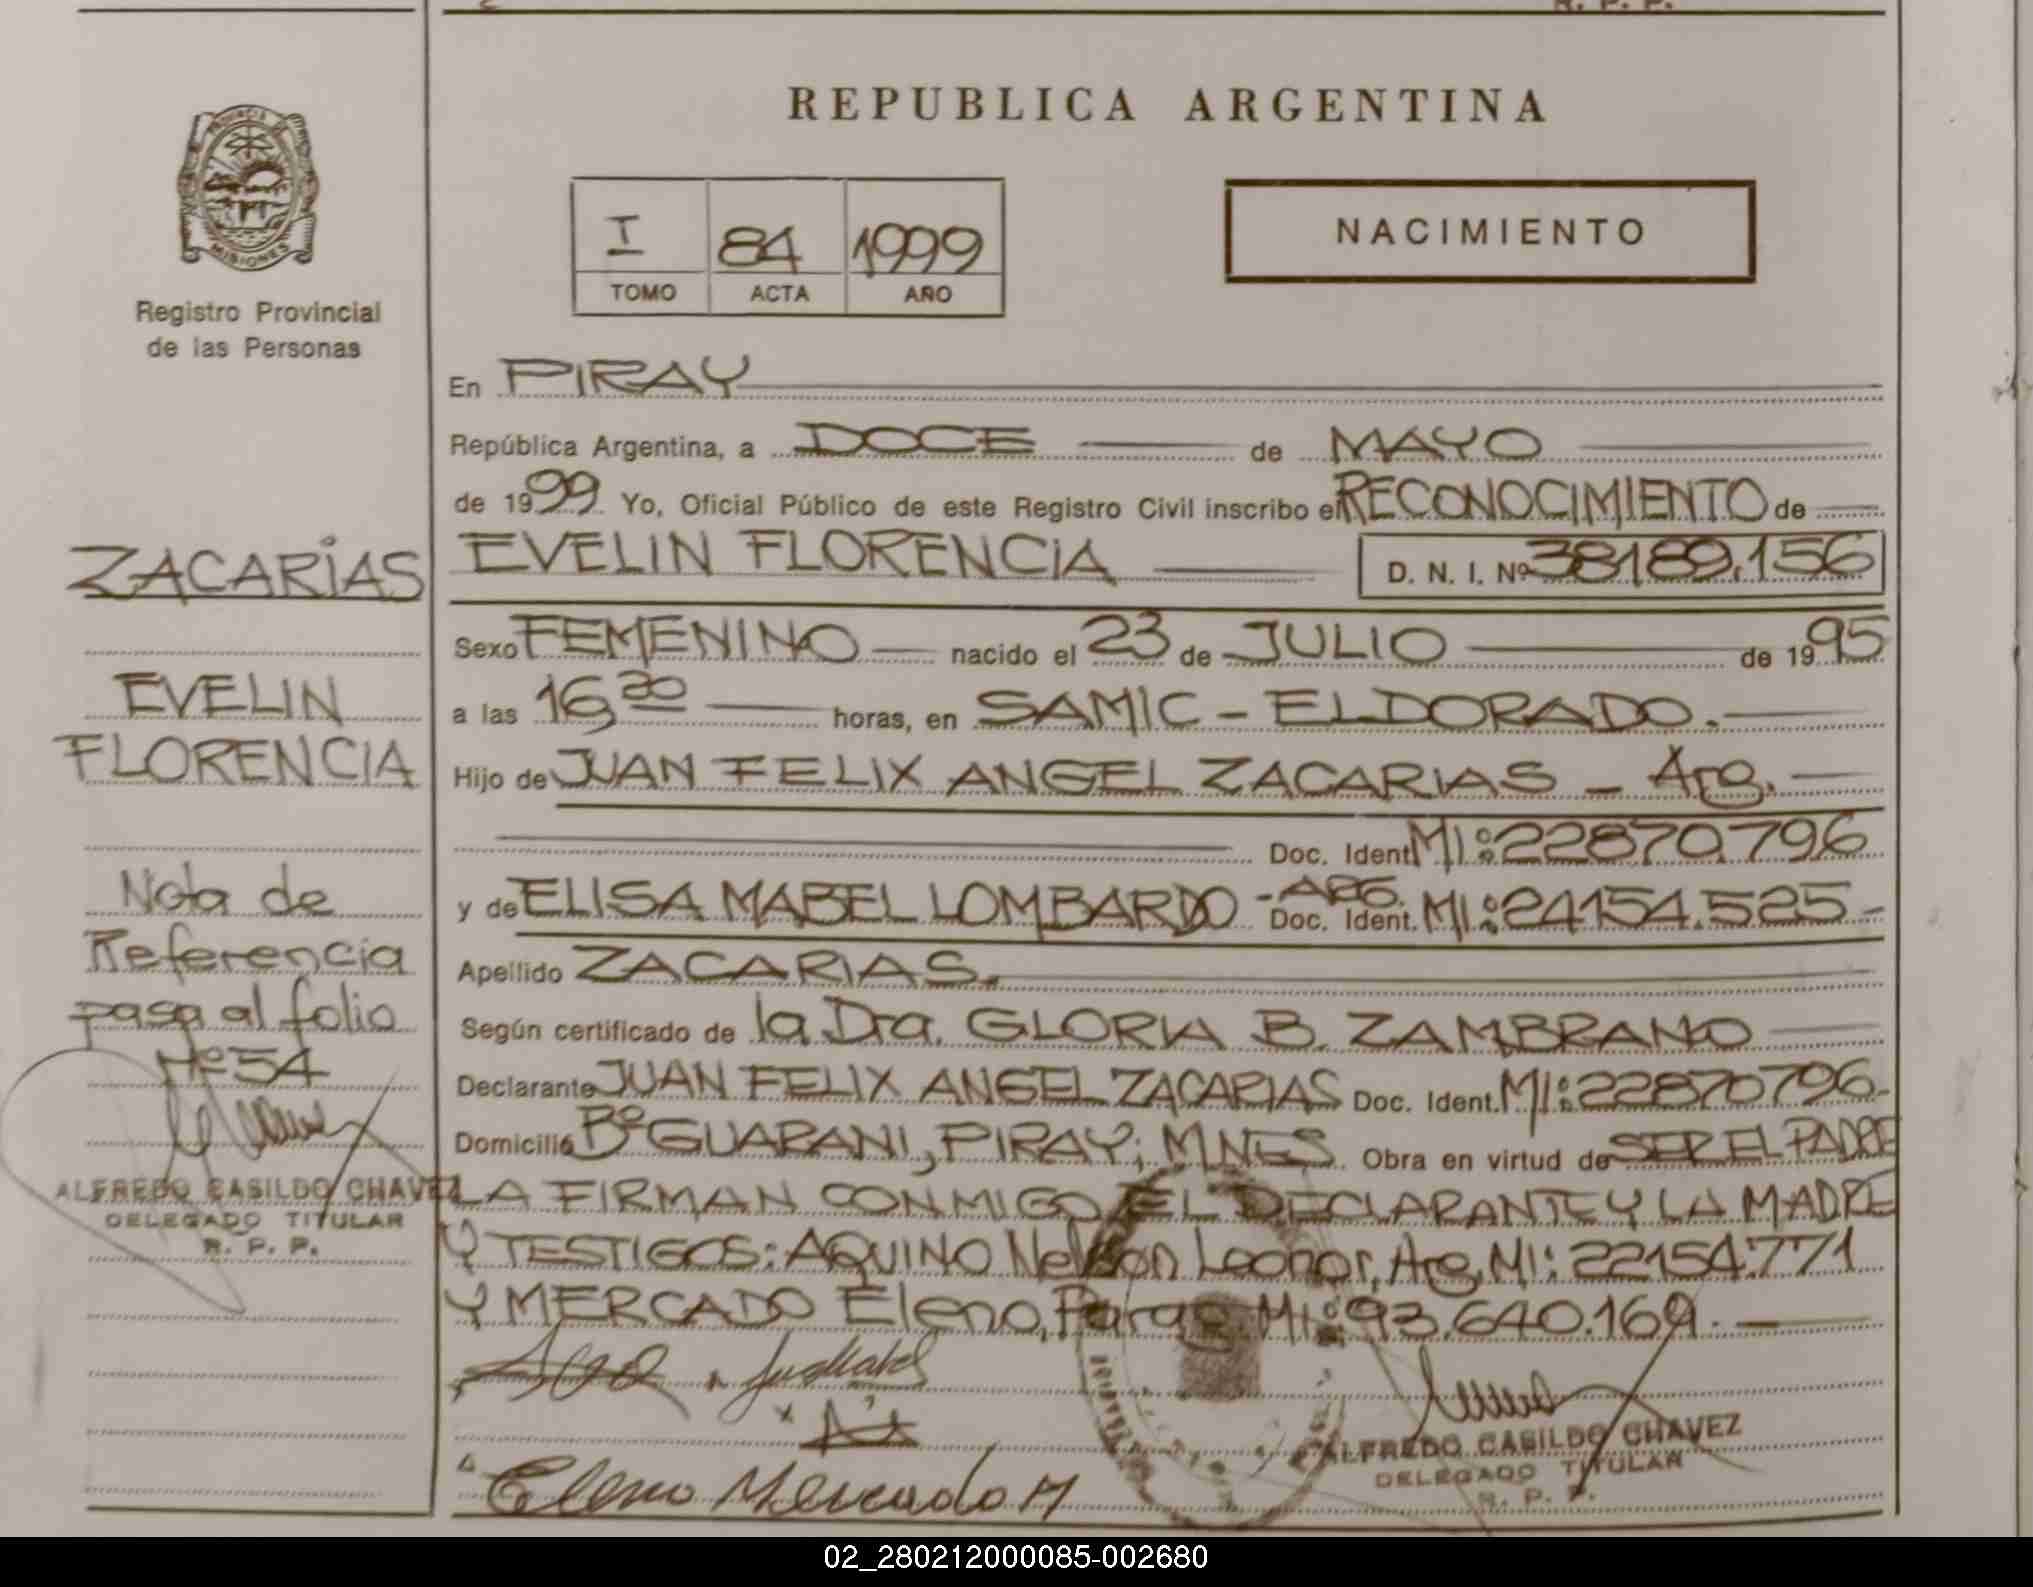 R. P. P.
PROVINCIA DE
MISIONES
Registro Provincial
de las Personas
REPUBLICA ARGENTINA
I 84 1999
TOMO ACTA AÑO
NACIMIENTO
ZACARIAS
EVELIN
FLORENCIA
Nota de
Referencia
pasa al folio
Nº 54
ALFREDO CASILDO CHAVEZ
DELEGADO TITULAR
R. P. P.
En PIRAY
República Argentina, a DOCE de MAYO
de 1999 Yo, Oficial Público de este Registro Civil inscribo el RECONOCIMIENTO de
EVELIN FLORENCIA D. N. I. Nº 38189.156
Sexo FEMENINO nacido el 23 de JULIO de 1995
a las 16,20 horas, en SAMIC - ELDORADO.
Hijo de JUAN FELIX ANGEL ZACARIAS - Arg.
Doc. Ident. MI: 22870.796
y de ELISA MABEL LOMBARDO - ARG. Doc. Ident. MI: 24154.525-
Apellido ZACARIAS.
Según certificado de la Dra. GLORIA B. ZAMBRANO
Declarante JUAN FELIX ANGEL ZACARIAS Doc. Ident. MI: 22870796-
Domicilio Bº GUARANI, PIRAY; MNES. Obra en virtud de SER EL PADRE
LA FIRMAN CONMIGO EL DECLARANTE Y LA MADRE
Y TESTIGOS: AQUINO Nelson Leonor, Arg. MI: 22154.771
Y MERCADO Eleno, Parag. MI: 93.640.169.
Eleno Mercado M
ALFREDO CASILDO CHAVEZ
DELEGADO TITULAR
R. P. P.
02_280212000085-002680